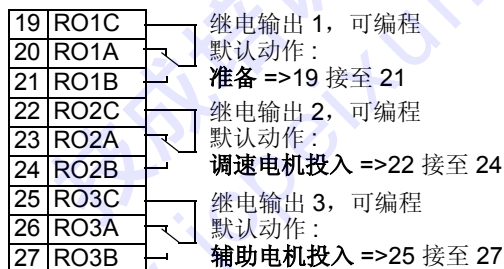 19 RO1C 继电输出 1，可编程
20 RO1A 默认动作：
21 RO1B 准备 =>19 接至 21
22 RO2C 继电输出 2，可编程
23 RO2A 默认动作：
24 RO2B 调速电机投入 =>22 接至 24
25 RO3C 继电输出 3，可编程
26 RO3A 默认动作：
27 RO3B 辅助电机投入 =>25 接至 27